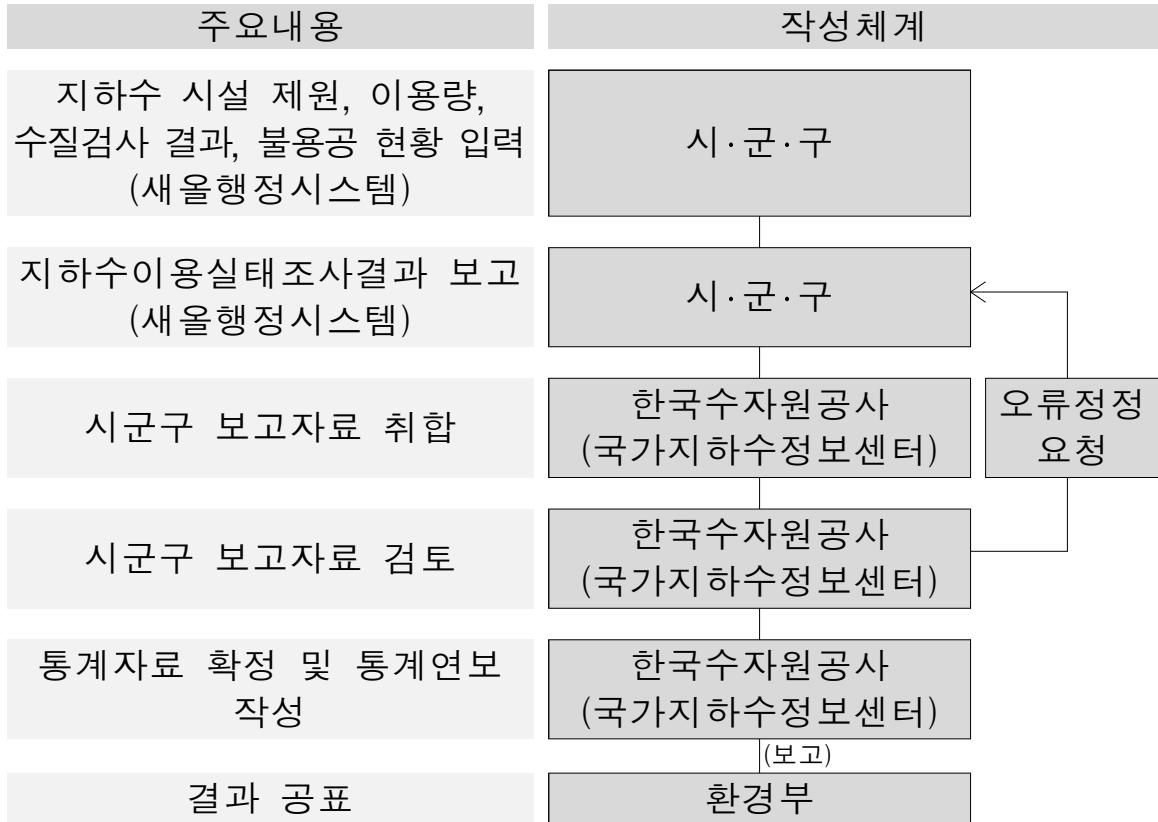 주요내용
작성체계
지하수 시설 제원, 이용량,
수질검사 결과, 불용공 현황 입력
(새올행정시스템)
시·군·구
지하수이용실태조사결과 보고
(새올행정시스템)
시·군·구
시군구 보고자료 취합
한국수자원공사
(국가지하수정보센터)
오류정정
요청
시군구 보고자료 검토
한국수자원공사
(국가지하수정보센터)
통계자료 확정 및 통계연보
작성
한국수자원공사
(국가지하수정보센터)
(보고)
결과 공표
환경부